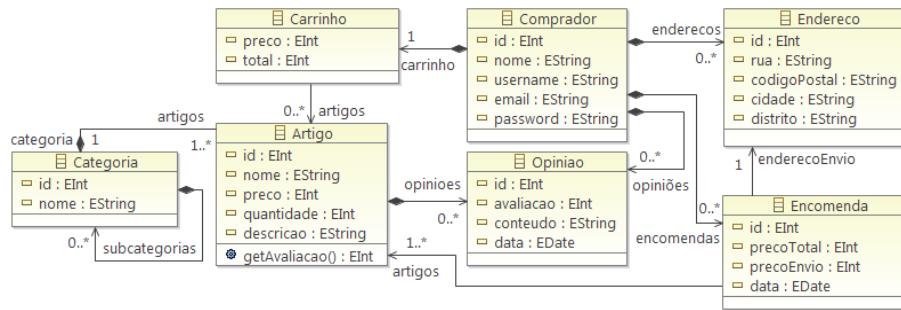 Carrinho
preco : EInt
total : EInt
1
carrinho
Comprador
id : EInt
nome : EString
username : EString
email : EString
password : EString
enderecos
0..*
Endereco
id : EInt
rua : EString
codigoPostal : EString
cidade : EString
distrito : EString
0..*
artigos
artigos
categoria
1
1..*
Categoria
id : EInt
nome : EString
0..*
subcategorias
Artigo
id : EInt
nome : EString
preco : EInt
quantidade : EInt
descricao : EString
getAvaliacao() : EInt
opinioes
0..*
Opiniao
id : EInt
avaliacao : EInt
conteudo : EString
data : EDate
0..*
opiniões
1
enderecoEnvio
0..*
encomendas
1..*
artigos
Encomenda
id : EInt
precoTotal : EInt
precoEnvio : EInt
data : EDate